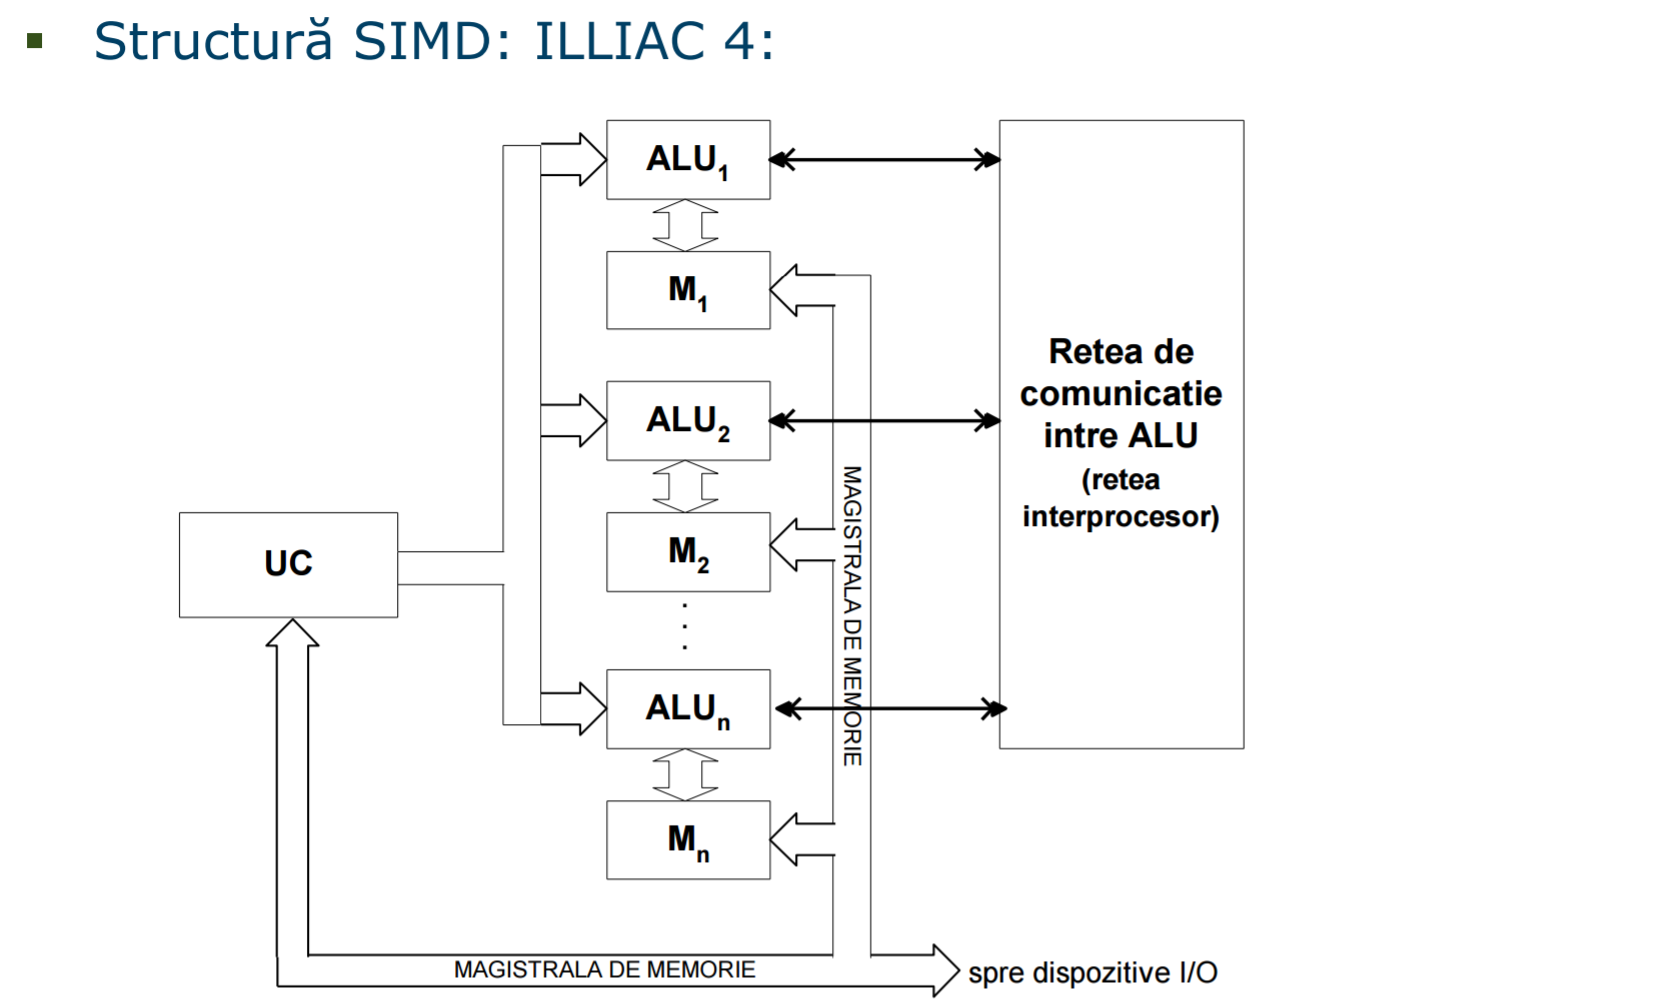 Structură SIMD: ILLIAC 4:
ALU1
M1
ALU2
M2
.
.
.
ALUn
Mn
UC
MAGISTRALA DE MEMORIE
Retea de
comunicatie
intre ALU
(retea
interprocesor)
MAGISTRALA DE MEMORIE
spre dispozitive I/O